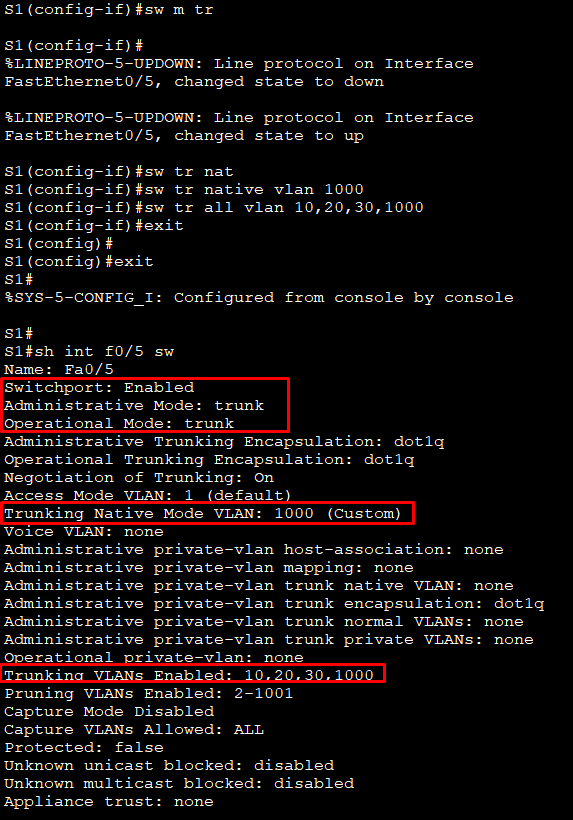 S1(config-if)#sw m tr
S1(config-if)#
%LINEPROTO-5-UPDOWN: Line protocol on Interface
FastEthernet0/5, changed state to down
%LINEPROTO-5-UPDOWN: Line protocol on Interface
FastEthernet0/5, changed state to up
S1(config-if)#sw tr nat
S1(config-if)#sw tr native vlan 1000
S1(config-if)#sw tr all vlan 10,20,30,1000
S1(config-if)#exit
S1(config)#
S1(config)#exit
S1#
%SYS-5-CONFIG_I: Configured from console by console
S1#
S1#sh int f0/5 sw
Name: Fa0/5
Switchport: Enabled
Administrative Mode: trunk
Operational Mode: trunk
Administrative Trunking Encapsulation: dot1q
Operational Trunking Encapsulation: dot1q
Negotiation of Trunking: On
Access Mode VLAN: 1 (default)
Trunking Native Mode VLAN: 1000 (Custom)
Voice VLAN: none
Administrative private-vlan host-association: none
Administrative private-vlan mapping: none
Administrative private-vlan trunk native VLAN: none
Administrative private-vlan trunk encapsulation: dot1q
Administrative private-vlan trunk normal VLANs: none
Administrative private-vlan trunk private VLANs: none
Operational private-vlan: none
Trunking VLANs Enabled: 10,20,30,1000
Pruning VLANs Enabled: 2-1001
Capture Mode Disabled
Capture VLANs Allowed: ALL
Protected: false
Unknown unicast blocked: disabled
Unknown multicast blocked: disabled
Appliance trust: none